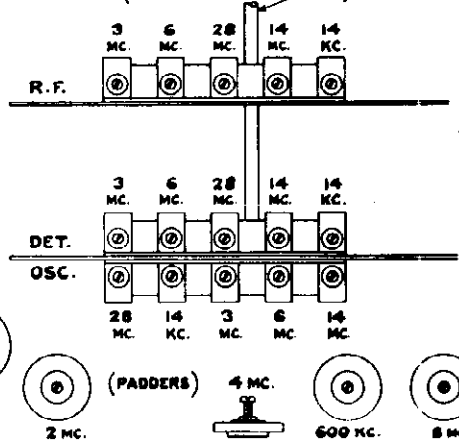 3 6 28 14 14
MC. MC. MC. MC. KC.
R.F.
3 6 28 14 14
MC. MC. MC. MC. KC.
DET.
OSC.
28 14 3 6 14
MC. KC. MC. MC. MC.
(PADDERS) 4 MC.
2 MC. 600 KC. 8 MC.